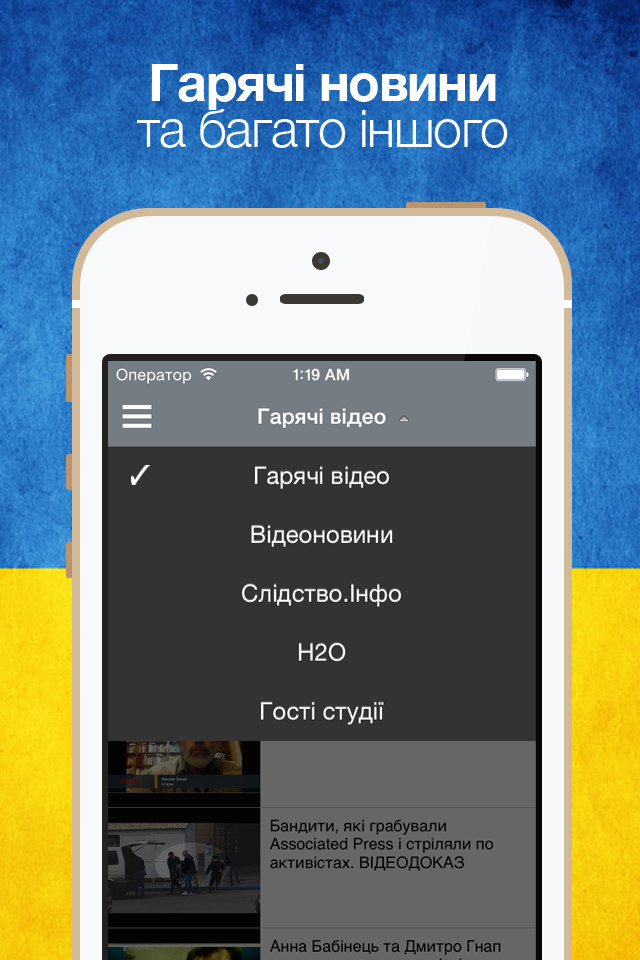 Гарячі новини
та багато іншого
Оператор 1:19 AM
Гарячі відео
✓ Гарячі відео
Відеоновини
Слідство.Інфо
H2O
Гості студії
Бандити, які грабували
Associated Press і стріляли по
активістах. ВІДЕОДОКАЗ
Анна Бабінець та Дмитро Гнап